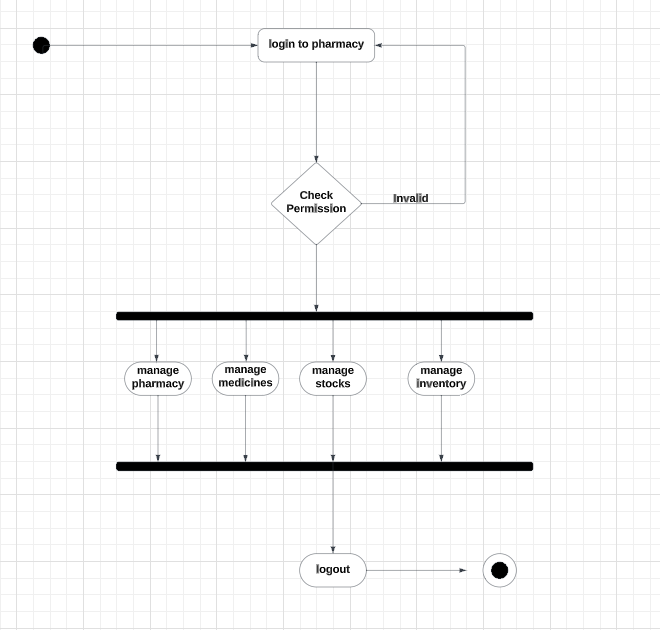 login to pharmacy
Check
Permission
Invalid
manage
pharmacy
manage
medicines
manage
stocks
manage
inventory
logout